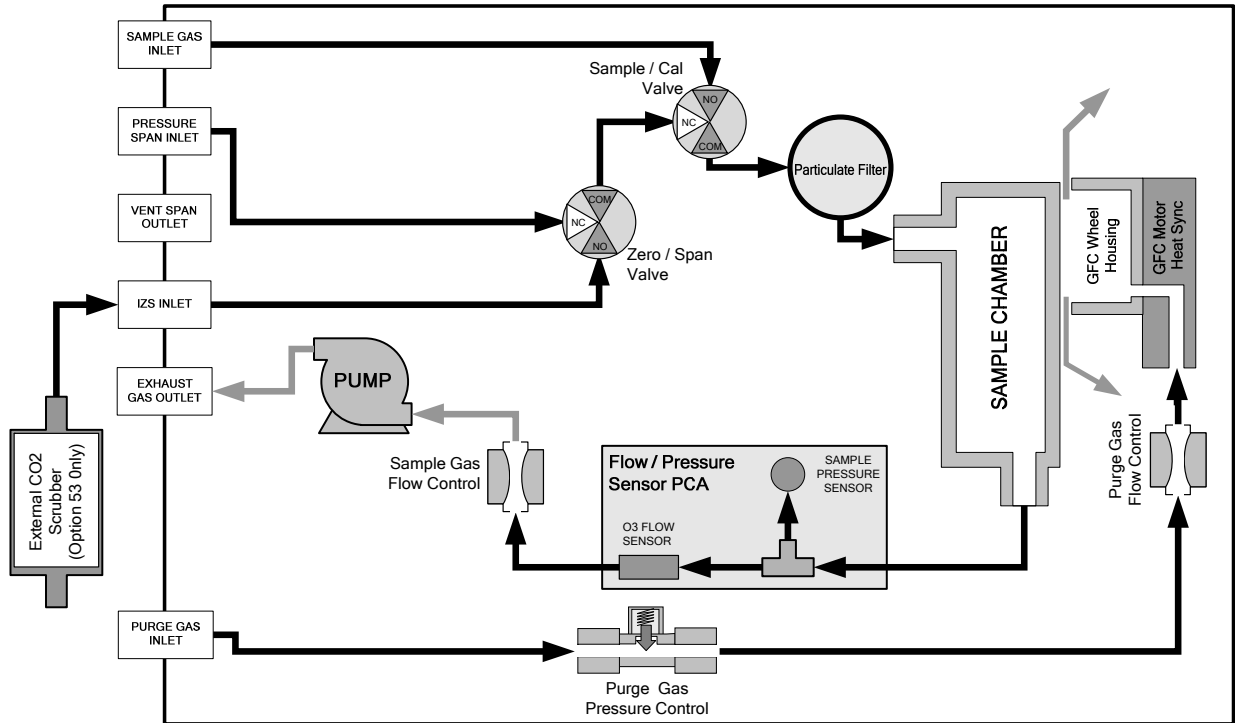 SAMPLE GAS
INLET
PRESSURE
SPAN INLET
VENT SPAN
OUTLET
IZS INLET
EXHAUST
GAS OUTLET
PURGE GAS
INLET
External CO2
Scrubber
(Option 53 0nly)
Sample / Cal
Valve
NO
NC
COM
COM
NC
NO
Zero / Span
Valve
Particulate Filter
SAMPLE CHAMBER
GFC Wheel
Housing
GFC Motor
Heat Sync
PUMP
Sample Gas
Flow Control
Flow / Pressure
Sensor PCA
SAMPLE
PRESSURE
SENSOR
O3 FLOW
SENSOR
Purge Gas
Flow Control
Purge Gas
Pressure Control